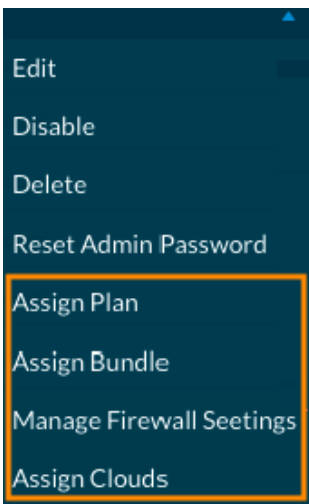 Edit
Disable
Delete
Reset Admin Password
Assign Plan
Assign Bundle
Manage Firewall Seetings
Assign Clouds